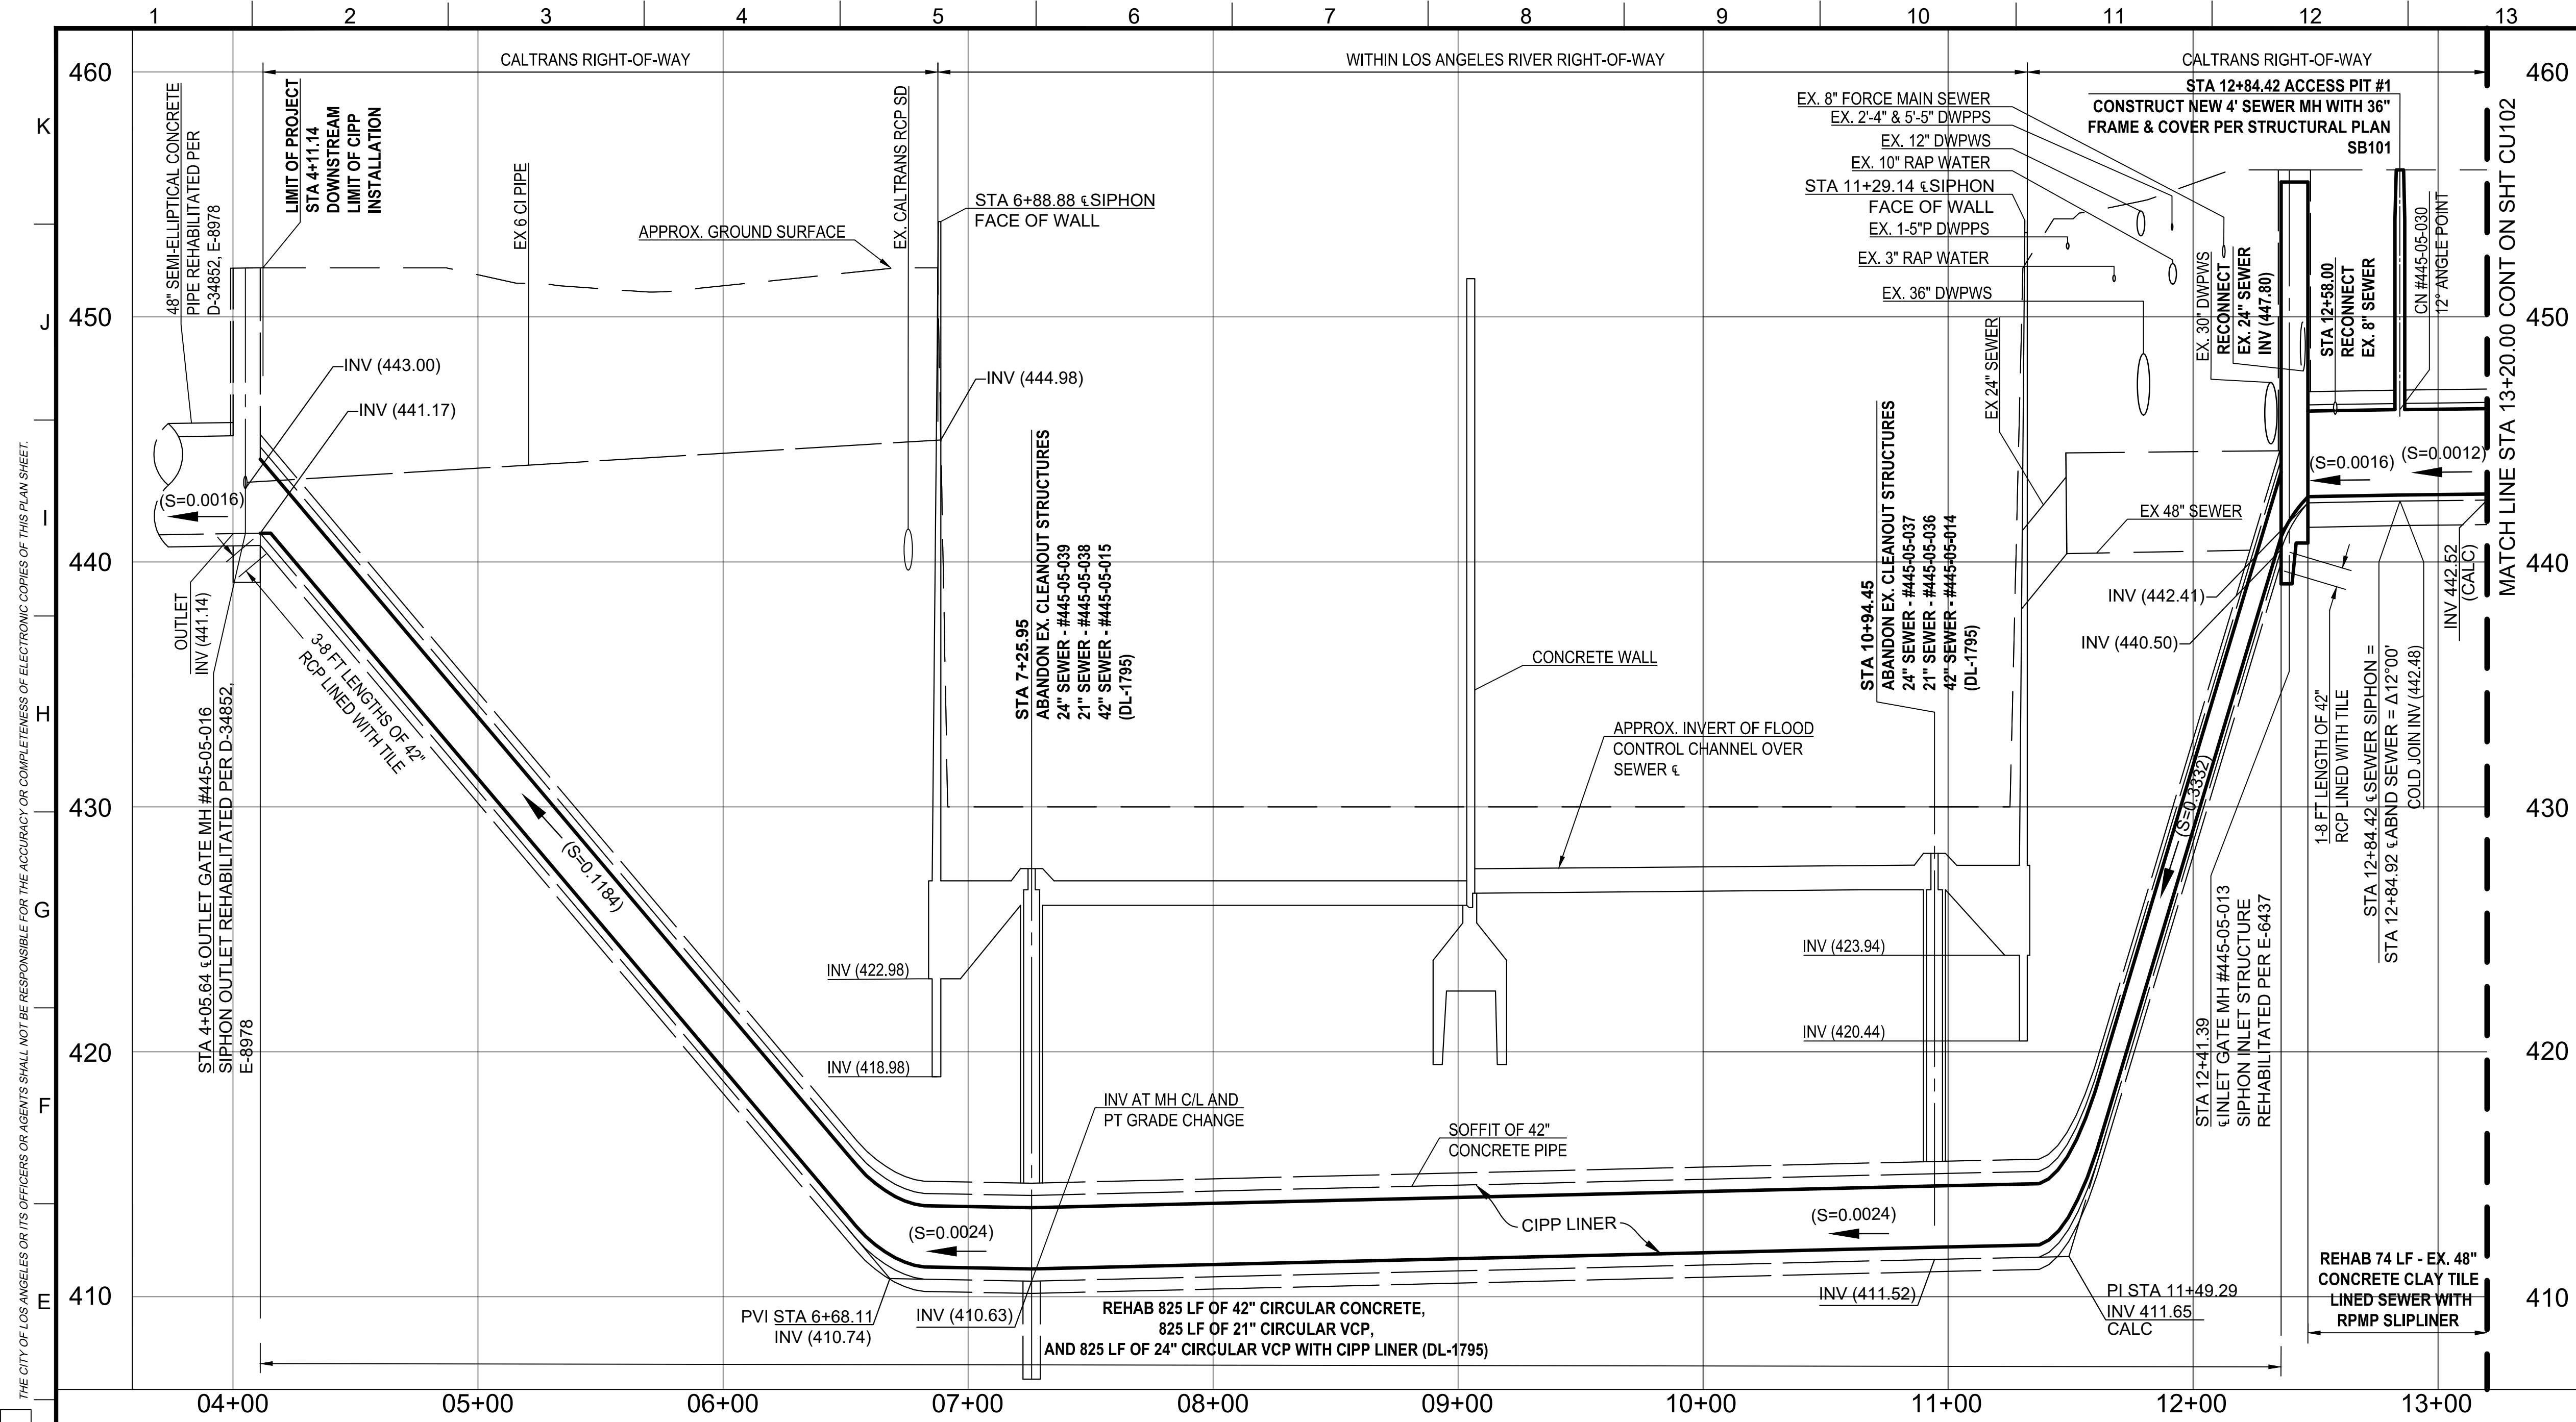 1 2 3 4 5 6 7 8 9 10 11 12 13
K
J
I
H
G
F
E
460
450
440
430
420
410
460
450
440
430
420
410
04+00 05+00 06+00 07+00 08+00 09+00 10+00 11+00 12+00 13+00
THE CITY OF LOS ANGELES OR ITS OFFICERS OR AGENTS SHALL NOT BE RESPONSIBLE FOR THE ACCURACY OR COMPLETENESS OF ELECTRONIC COPIES OF THIS PLAN SHEET.
CALTRANS RIGHT-OF-WAY
WITHIN LOS ANGELES RIVER RIGHT-OF-WAY
CALTRANS RIGHT-OF-WAY
48" SEMI-ELLIPTICAL CONCRETE
PIPE REHABILITATED PER
D-34852, E-8978
LIMIT OF PROJECT
STA 4+11.14
DOWNSTREAM
LIMIT OF CIPP
INSTALLATION
EX 6 CI PIPE
APPROX. GROUND SURFACE
EX. CALTRANS RCP SD
STA 6+88.88 ℄SIPHON
FACE OF WALL
INV (443.00)
INV (441.17)
INV (444.98)
(S=0.0016)
OUTLET
INV (441.14)
3-8 FT LENGTHS OF 42"
RCP LINED WITH TILE
STA 4+05.64 ℄OUTLET GATE MH #445-05-016
SIPHON OUTLET REHABILITATED PER D-34852,
E-8978
(S=0.1184)
STA 7+25.95
ABANDON EX. CLEANOUT STRUCTURES
24" SEWER - #445-05-039
21" SEWER - #445-05-038
42" SEWER - #445-05-015
(DL-1795)
INV (422.98)
INV (418.98)
INV AT MH C/L AND
PT GRADE CHANGE
CONCRETE WALL
APPROX. INVERT OF FLOOD
CONTROL CHANNEL OVER
SEWER ℄
SOFFIT OF 42"
CONCRETE PIPE
CIPP LINER
(S=0.0024)
(S=0.0024)
PVI STA 6+68.11
INV (410.74)
INV (410.63)
REHAB 825 LF OF 42" CIRCULAR CONCRETE,
825 LF OF 21" CIRCULAR VCP,
AND 825 LF OF 24" CIRCULAR VCP WITH CIPP LINER (DL-1795)
EX. 8" FORCE MAIN SEWER
EX. 2'-4" & 5'-5" DWPPS
EX. 12" DWPWS
EX. 10" RAP WATER
STA 11+29.14 ℄SIPHON
FACE OF WALL
EX. 1-5"P DWPPS
EX. 3" RAP WATER
EX. 36" DWPWS
EX 24" SEWER
STA 10+94.45
ABANDON EX. CLEANOUT STRUCTURES
24" SEWER - #445-05-037
21" SEWER - #445-05-036
42" SEWER - #445-05-014
(DL-1795)
INV (423.94)
INV (420.44)
INV (411.52)
PI STA 11+49.29
INV 411.65
CALC
STA 12+84.42 ACCESS PIT #1
CONSTRUCT NEW 4' SEWER MH WITH 36"
FRAME & COVER PER STRUCTURAL PLAN
SB101
EX. 30" DWPWS
RECONNECT
EX. 24" SEWER
INV (447.80)
STA 12+58.00
RECONNECT
EX. 8" SEWER
CN #445-05-030
12° ANGLE POINT
(S=0.0016)
(S=0.0012)
EX 48" SEWER
INV (442.41)
INV (440.50)
(S=0.3332)
STA 12+41.39
℄INLET GATE MH #445-05-013
SIPHON INLET STRUCTURE
REHABILITATED PER E-6437
1-8 FT LENGTH OF 42"
RCP LINED WITH TILE
STA 12+84.42 ℄SEWER SIPHON =
STA 12+84.92 ℄ABND SEWER = Δ12°00'
COLD JOIN INV (442.48)
INV 442.52
(CALC)
REHAB 74 LF - EX. 48"
CONCRETE CLAY TILE
LINED SEWER WITH
RPMP SLIPLINER
MATCH LINE STA 13+20.00 CONT ON SHT CU102